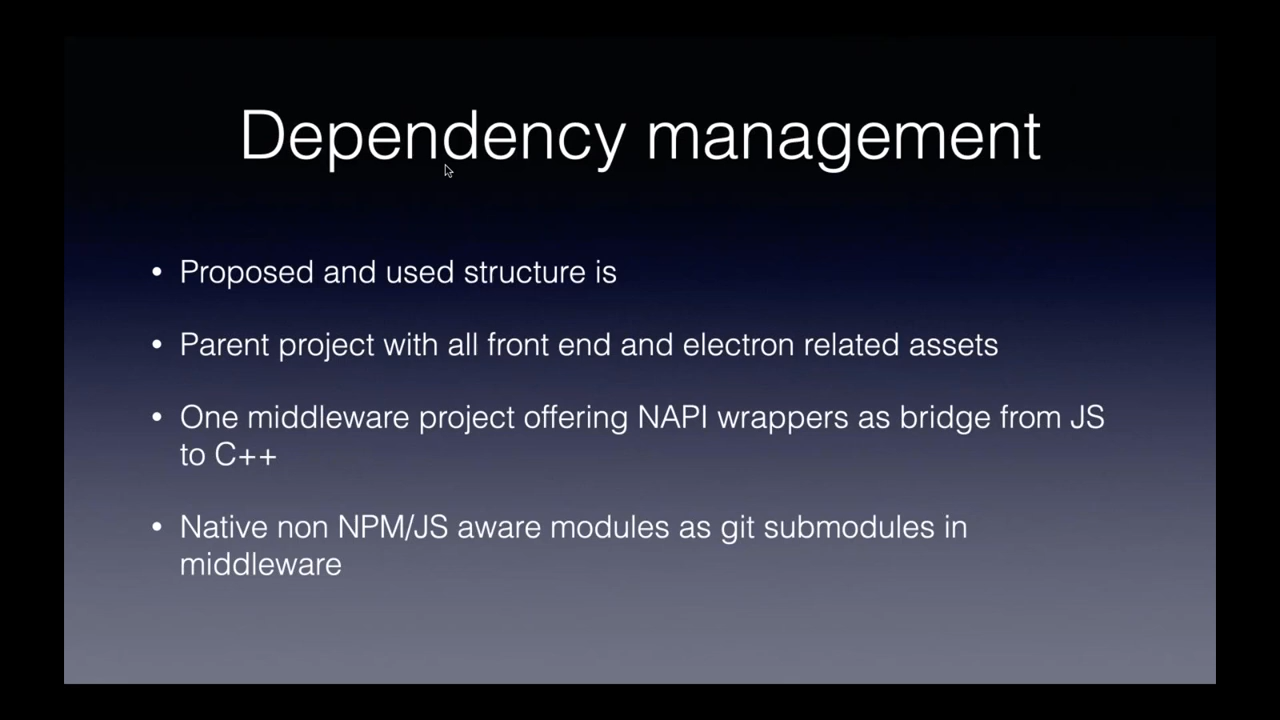 Dependency management
• Proposed and used structure is
• Parent project with all front end and electron related assets
• One middleware project offering NAPI wrappers as bridge from JS
to C++
• Native non NPM/JS aware modules as git submodules in
middleware